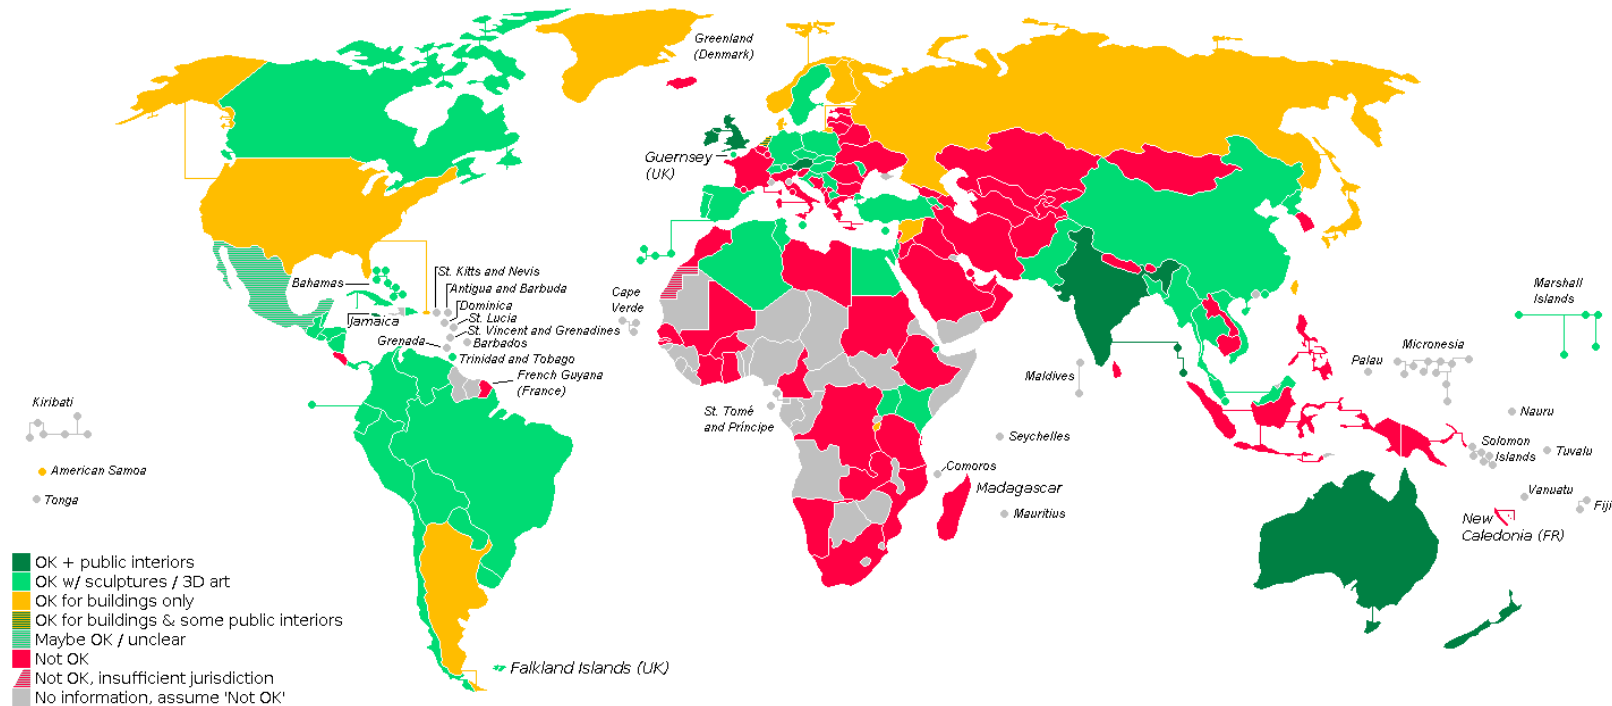 Greenland
(Denmark)
Guernsey
(UK)
Bahamas
St. Kitts and Nevis
Antigua and Barbuda
Dominica
St. Lucia
St. Vincent and Grenadines
Barbados
Jamaica
Grenada
Trinidad and Tobago
French Guyana
(France)
Cape
Verde
Marshall
Islands
Micronesia
Palau
Maldives
Kiribati
St. Tomé
and Príncipe
Seychelles
Nauru
Solomon
Islands
Tuvalu
American Samoa
Tonga
Comoros
Madagascar
Mauritius
Vanuatu
Fiji
New
Caledonia (FR)
Falkland Islands (UK)
OK + public interiors
OK w/ sculptures / 3D art
OK for buildings only
OK for buildings & some public interiors
Maybe OK / unclear
Not OK
Not OK, insufficient jurisdiction
No information, assume 'Not OK'